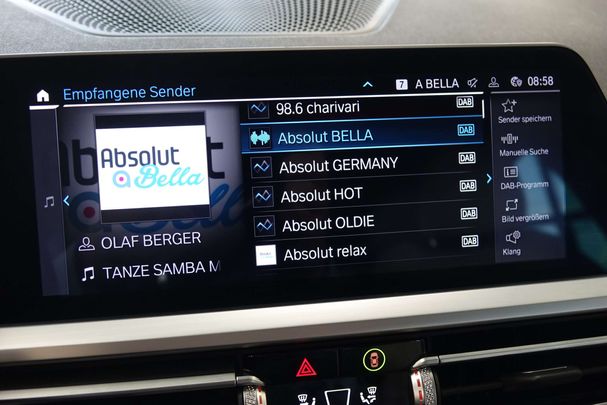 Empfangene Sender
7 A BELLA
08:58
Absolut
Bella
OLAF BERGER
TANZE SAMBA M
98.6 charivari DAB
Absolut BELLA DAB
Absolut GERMANY DAB
Absolut HOT DAB
Absolut OLDIE DAB
Absolut relax DAB
Sender speichern
Manuelle Suche
DAB-Programm
Bild vergrößern
Klang